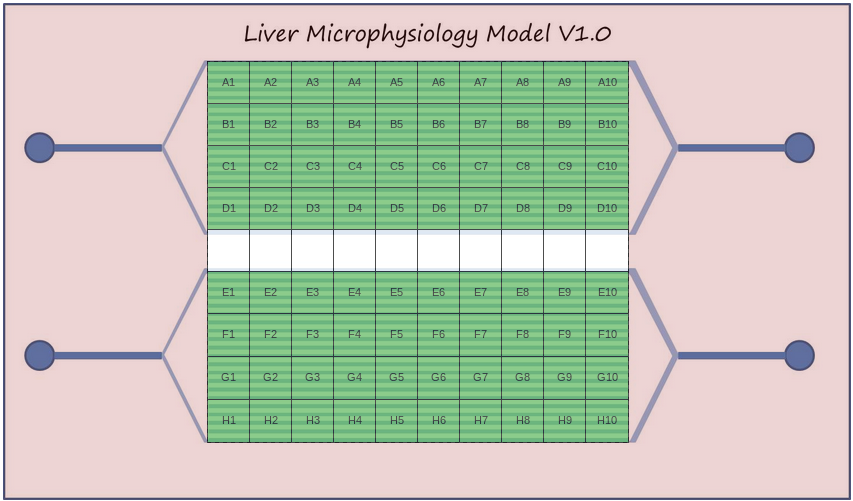 Liver Microphysiology Model V1.0
A1 A2 A3 A4 A5 A6 A7 A8 A9 A10
B1 B2 B3 B4 B5 B6 B7 B8 B9 B10
C1 C2 C3 C4 C5 C6 C7 C8 C9 C10
D1 D2 D3 D4 D5 D6 D7 D8 D9 D10
E1 E2 E3 E4 E5 E6 E7 E8 E9 E10
F1 F2 F3 F4 F5 F6 F7 F8 F9 F10
G1 G2 G3 G4 G5 G6 G7 G8 G9 G10
H1 H2 H3 H4 H5 H6 H7 H8 H9 H10